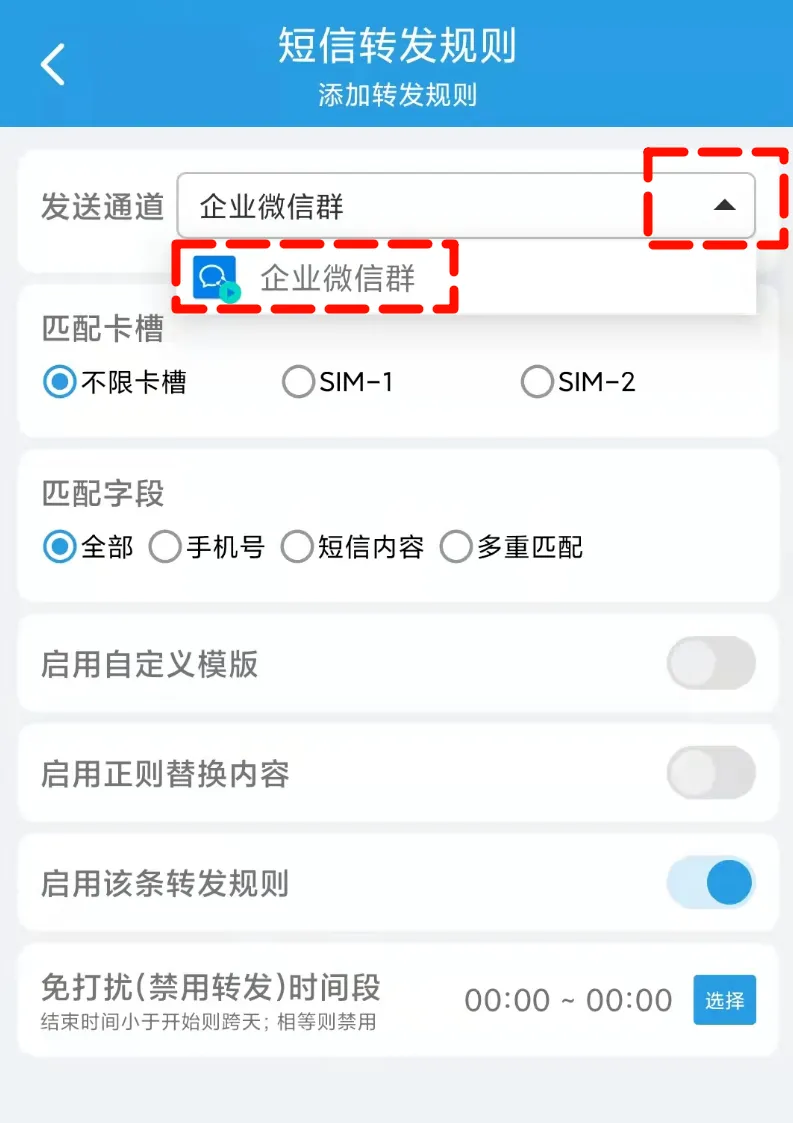 短信转发规则
添加转发规则
发送通道 企业微信群
企业微信群
匹配卡槽
不限卡槽 SIM-1 SIM-2
匹配字段
全部 手机号 短信内容 多重匹配
启用自定义模版
启用正则替换内容
启用该条转发规则
免打扰(禁用转发)时间段
00:00 ~ 00:00 选择
结束时间小于开始则跨天；相等则禁用